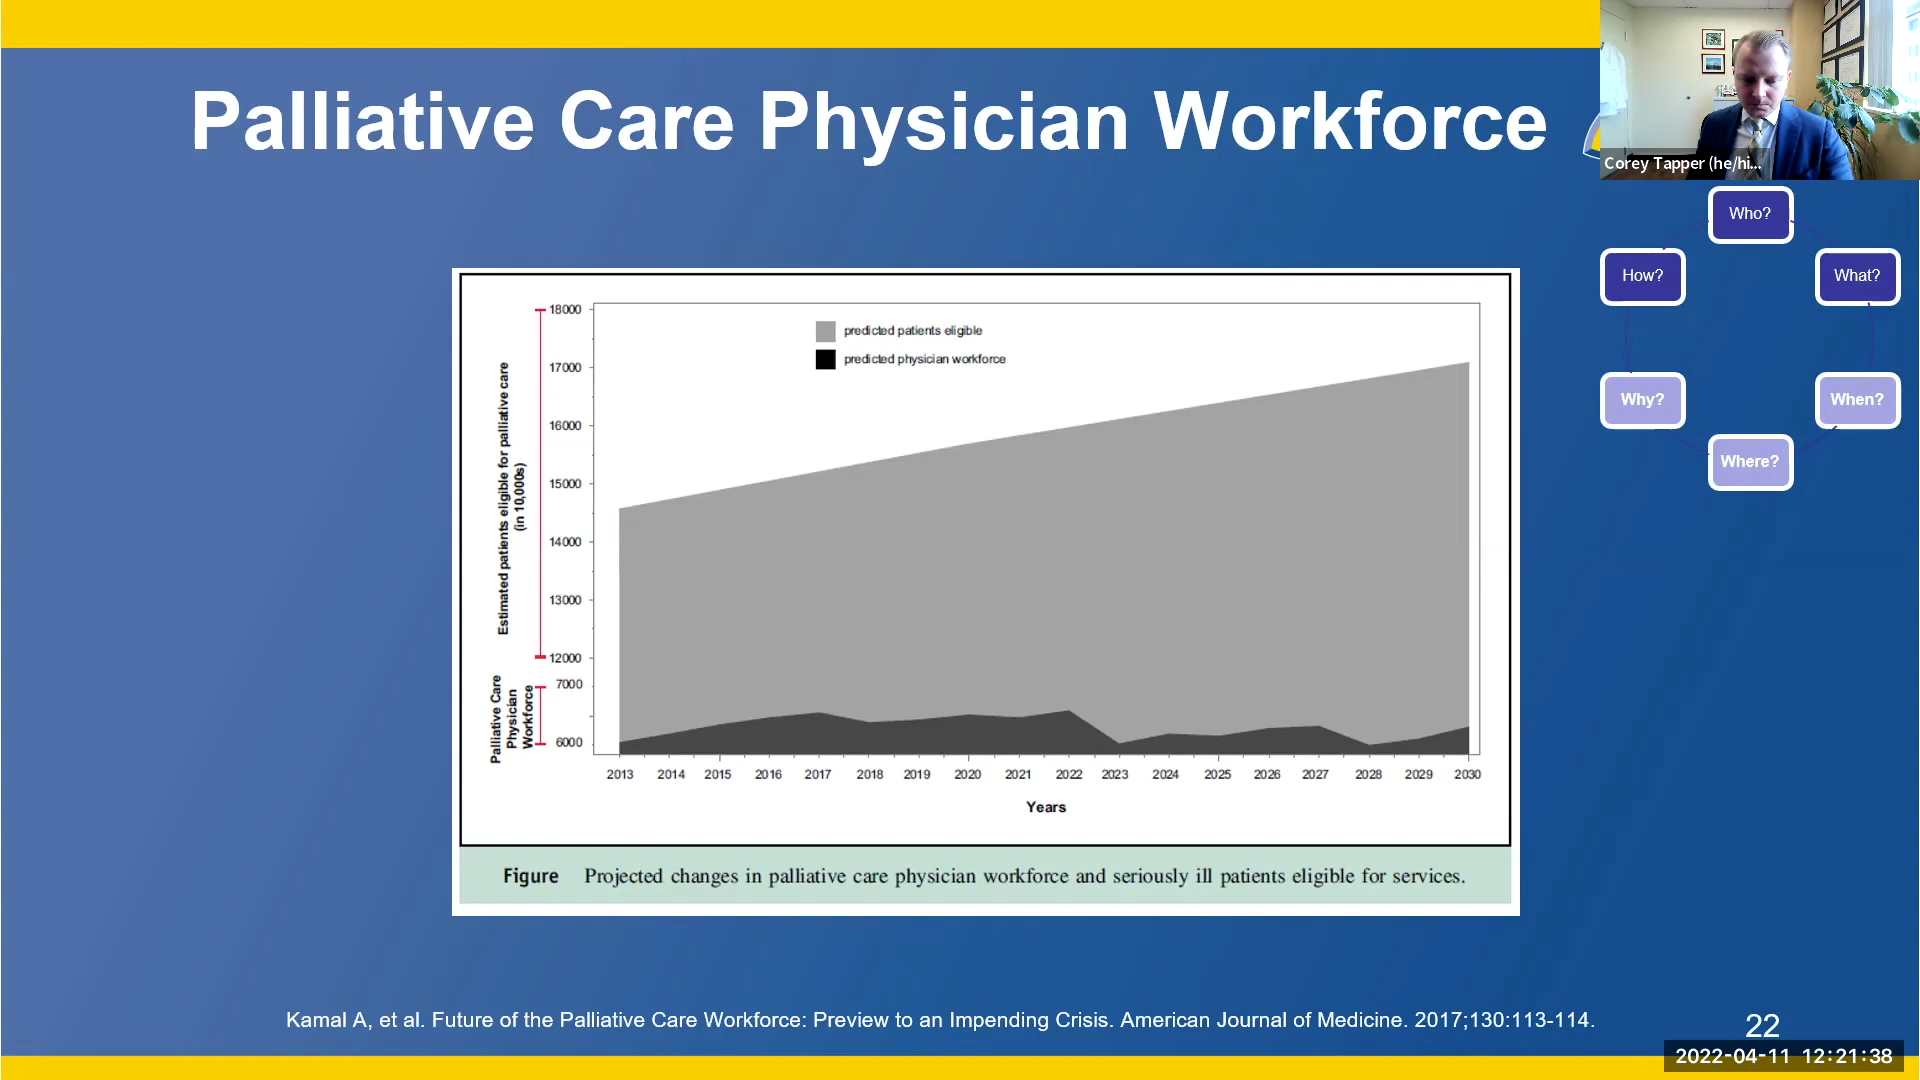 Palliative Care Physician Workforce
Corey Tapper (he/hi...
Who?
How?
What?
Why?
When?
Where?
Estimated patients eligible for palliative care
(in 10,000s)
18000
17000
16000
15000
14000
13000
12000
predicted patients eligible
predicted physician workforce
Palliative Care
Physician
Workforce
7000
6000
2013 2014 2015 2016 2017 2018 2019 2020 2021 2022 2023 2024 2025 2026 2027 2028 2029 2030
Years
Figure Projected changes in palliative care physician workforce and seriously ill patients eligible for services.
Kamal A, et al. Future of the Palliative Care Workforce: Preview to an Impending Crisis. American Journal of Medicine. 2017;130:113-114.
22
2022-04-11 12:21:38